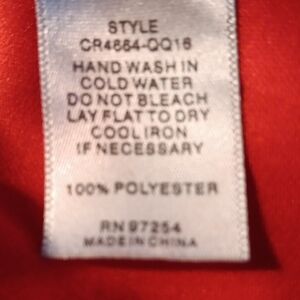 STYLE
CR4664-QQ16
HAND WASH IN
COLD WATER
DO NOT BLEACH
LAY FLAT TO DRY
COOL IRON
IF NECESSARY
100% POLYESTER
RN 97254
MADE IN CHINA